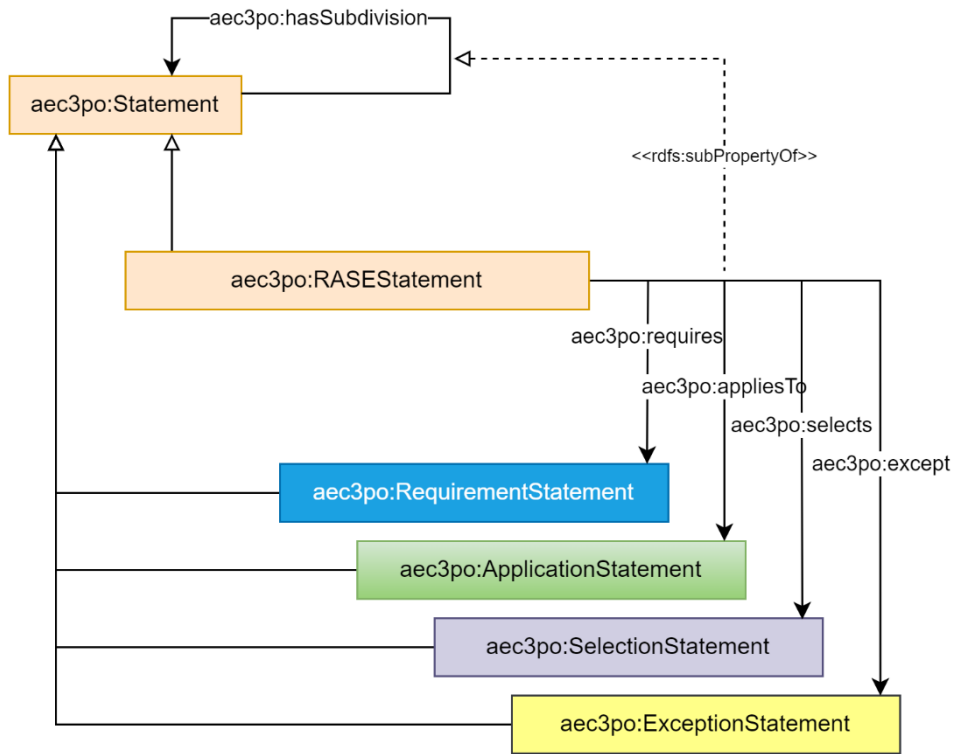 aec3po:hasSubdivision
aec3po:Statement
<<rdfs:subPropertyOf>>
aec3po:RASEStatement
aec3po:requires
aec3po:appliesTo
aec3po:selects
aec3po:except
aec3po:RequirementStatement
aec3po:ApplicationStatement
aec3po:SelectionStatement
aec3po:ExceptionStatement